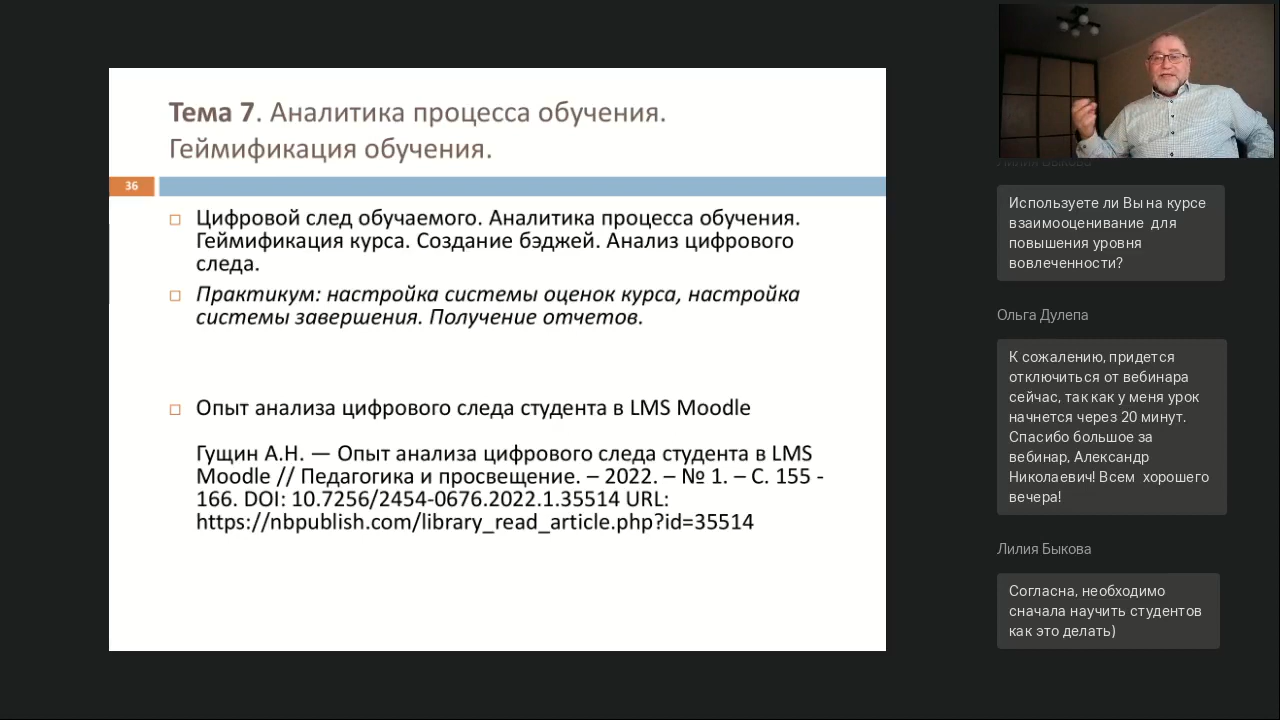 Тема 7. Аналитика процесса обучения.
Геймификация обучения.
36
Цифровой след обучаемого. Аналитика процесса обучения.
Геймификация курса. Создание бэджей. Анализ цифрового
следа.
Практикум: настройка системы оценок курса, настройка
системы завершения. Получение отчетов.
Опыт анализа цифрового следа студента в LMS Moodle
Гущин А.Н. — Опыт анализа цифрового следа студента в LMS
Moodle // Педагогика и просвещение. – 2022. – № 1. – С. 155 -
166. DOI: 10.7256/2454-0676.2022.1.35514 URL:
https://nbpublish.com/library_read_article.php?id=35514
Лилия Быкова
Используете ли Вы на курсе
взаимооценивание для
повышения уровня
вовлеченности?
Ольга Дулепа
К сожалению, придется
отключиться от вебинара
сейчас, так как у меня урок
начнется через 20 минут.
Спасибо большое за
вебинар, Александр
Николаевич! Всем хорошего
вечера!
Лилия Быкова
Согласна, необходимо
сначала научить студентов
как это делать)